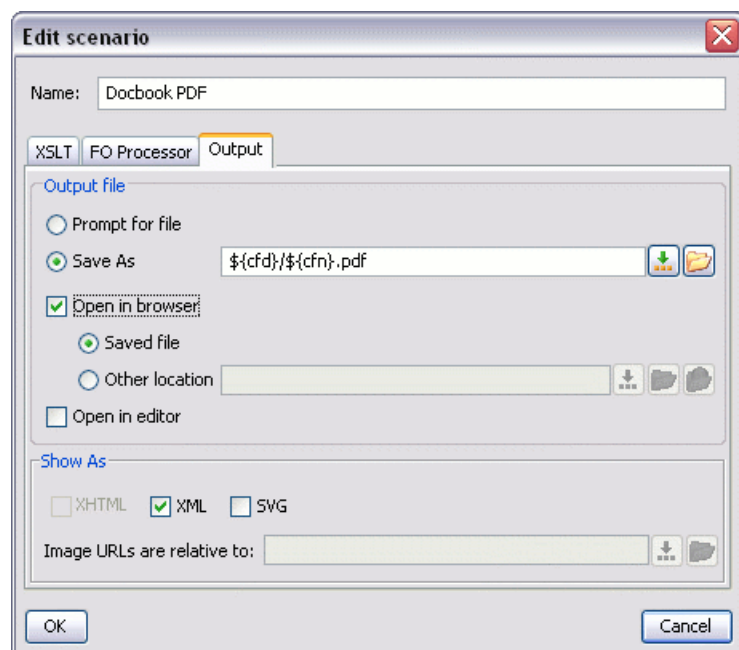 Edit scenario
Name: Docbook PDF
XSLT FO Processor Output
Output file
Prompt for file
Save As ${cfd}/${cfn}.pdf
Open in browser
Saved file
Other location
Open in editor
Show As
XHTML XML SVG
Image URLs are relative to:
OK Cancel